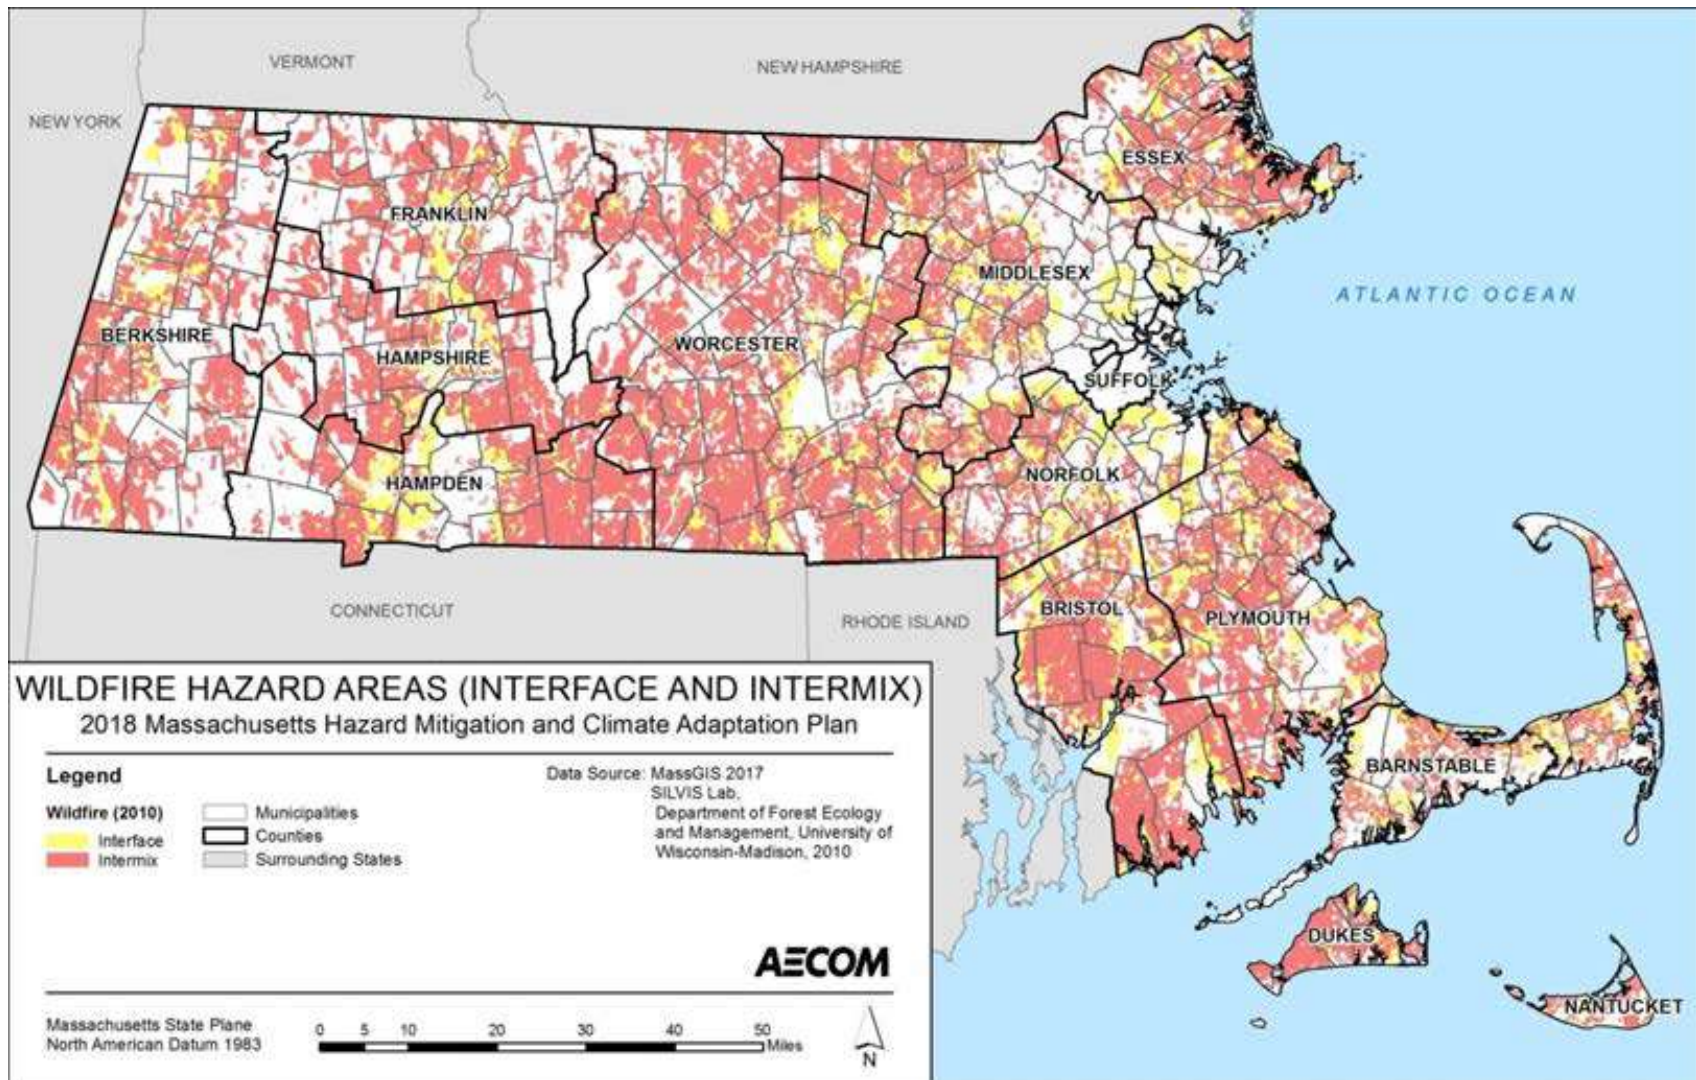 VERMONT
NEW HAMPSHIRE
NEW YORK
ESSEX
FRANKLIN
MIDDLESEX
ATLANTIC OCEAN
BERKSHIRE
HAMPSHIRE
WORCESTER
SUFFOLK
HAMPDEN
NORFOLK
CONNECTICUT
RHODE ISLAND
BRISTOL
PLYMOUTH
BARNSTABLE
DUKES
NANTUCKET
WILDFIRE HAZARD AREAS (INTERFACE AND INTERMIX)
2018 Massachusetts Hazard Mitigation and Climate Adaptation Plan
Legend
Wildfire (2010)
Interface
Intermix
Municipalities
Counties
Surrounding States
Data Source: MassGIS 2017
SILVIS Lab,
Department of Forest Ecology
and Management, University of
Wisconsin-Madison, 2010
AECOM
Massachusetts State Plane
North American Datum 1983
0 5 10 20 30 40 50
Miles
N